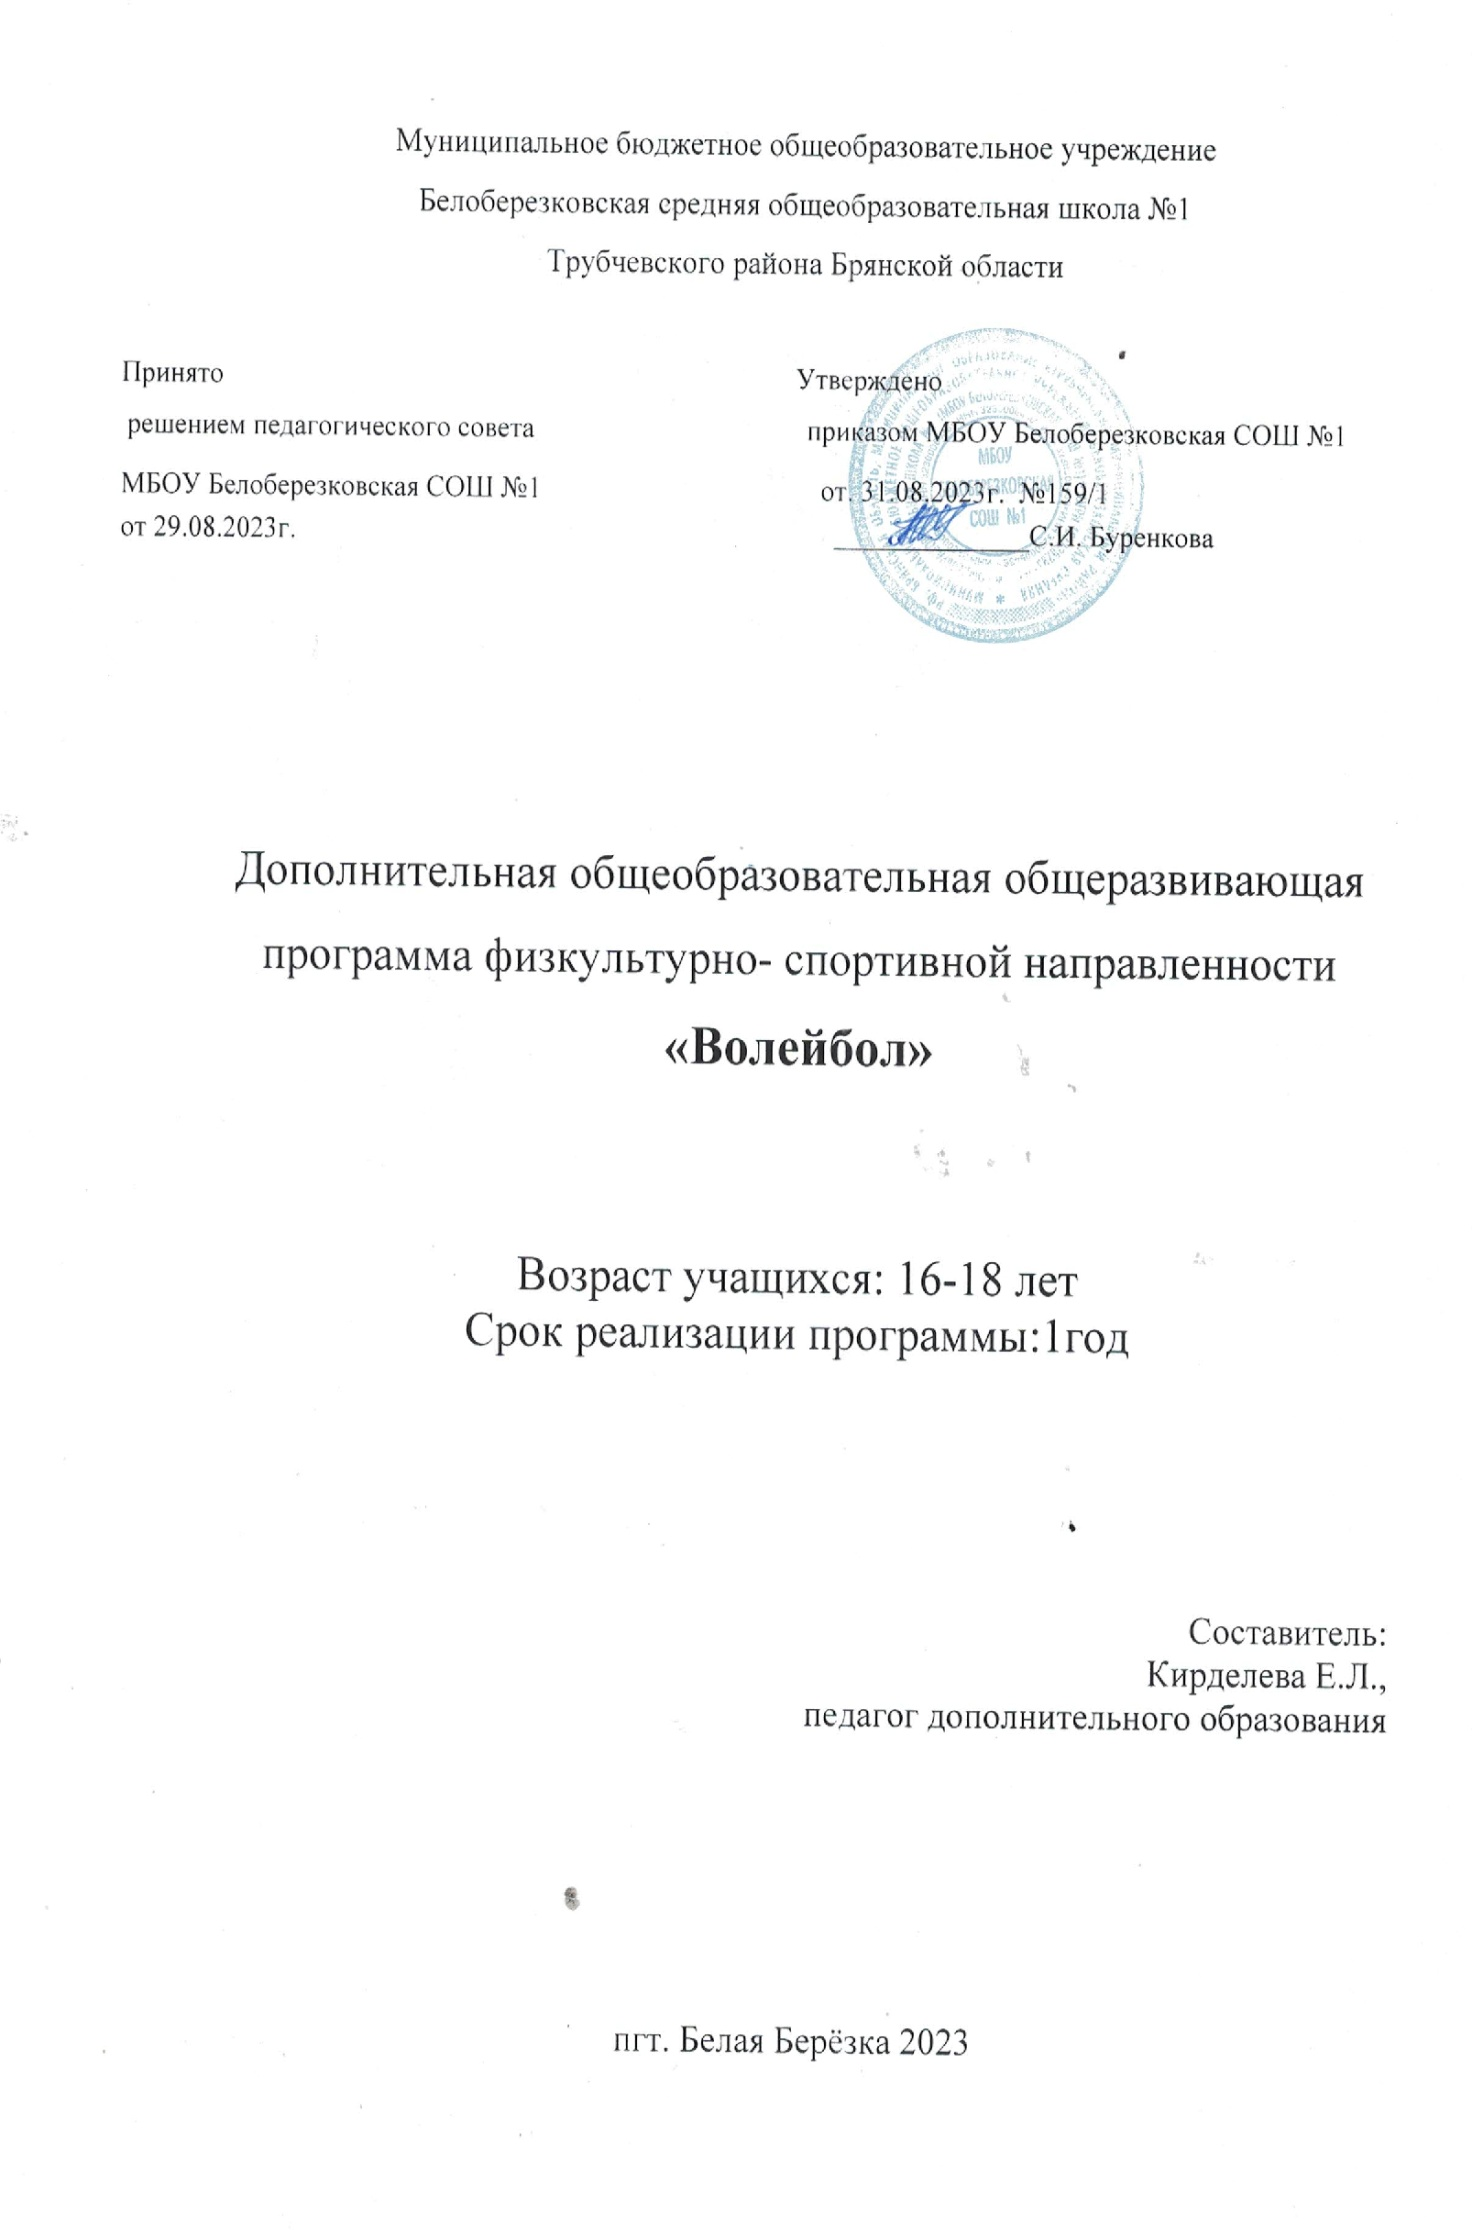 Муниципальное бюджетное общеобразовательное учреждение
Белоберезковская средняя общеобразовательная школа №1
Трубчевского района Брянской области
Принято
решением педагогического совета
МБОУ Белоберезковская СОШ №1
от 29.08.2023г.
Утверждено
приказом МБОУ Белоберезковская СОШ №1
от. 31.08.2023г. №159/1
С.И. Буренкова
МБОУ
СОШ №1
Дополнительная общеобразовательная общеразвивающая
программа физкультурно- спортивной направленности
«Волейбол»
Возраст учащихся: 16-18 лет
Срок реализации программы:1год
Составитель:
Кирделева Е.Л.,
педагог дополнительного образования
пгт. Белая Берёзка 2023